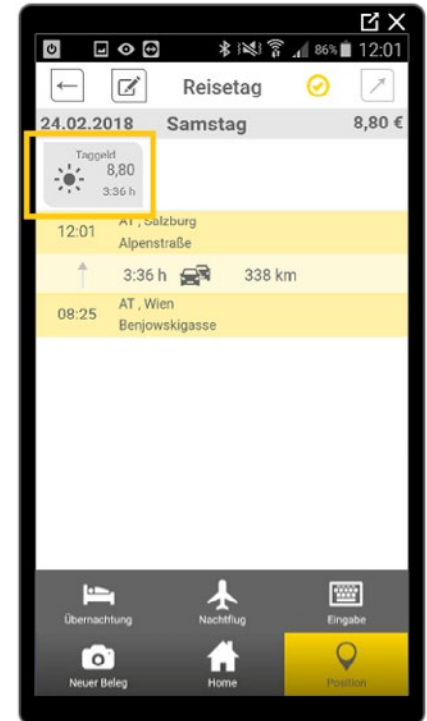 86% 12:01
Reisetag
24.02.2018 Samstag 8,80 €
Taggeld
8,80
3:36 h
12:01 AT , Salzburg
Alpenstraße
3:36 h 338 km
08:25 AT , Wien
Benjowskigasse
Übernachtung Nachtflug Eingabe
Neuer Beleg Home Position